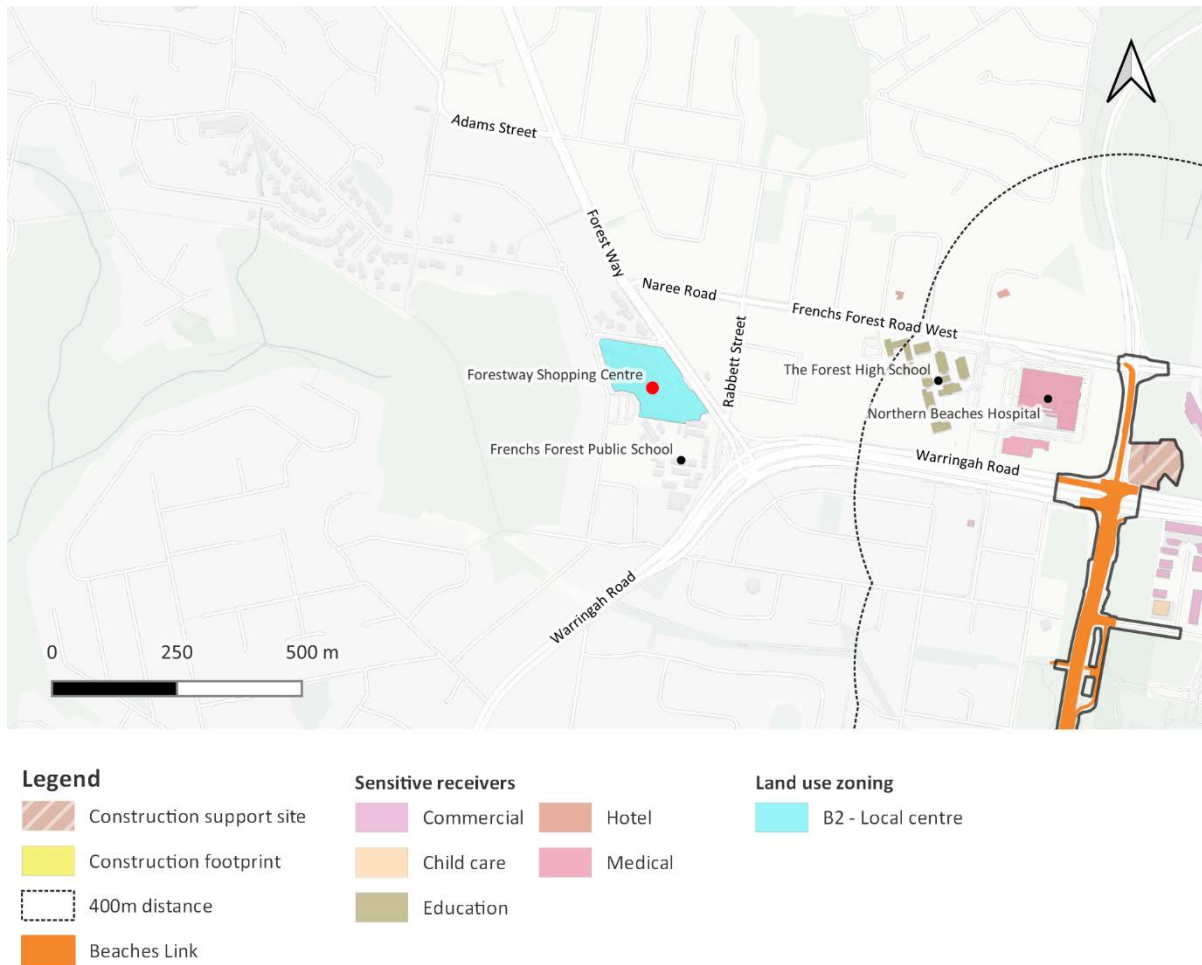 Adams Street
Forest Way
Naree Road
Frenchs Forest Road West
Rabbett Street
Forestway Shopping Centre
The Forest High School
Northern Beaches Hospital
Frenchs Forest Public School
Warringah Road
Warringah Road
0 250 500 m
Legend
Construction support site
Construction footprint
400m distance
Beaches Link
Sensitive receivers
Commercial
Child care
Education
Hotel
Medical
Land use zoning
B2 - Local centre